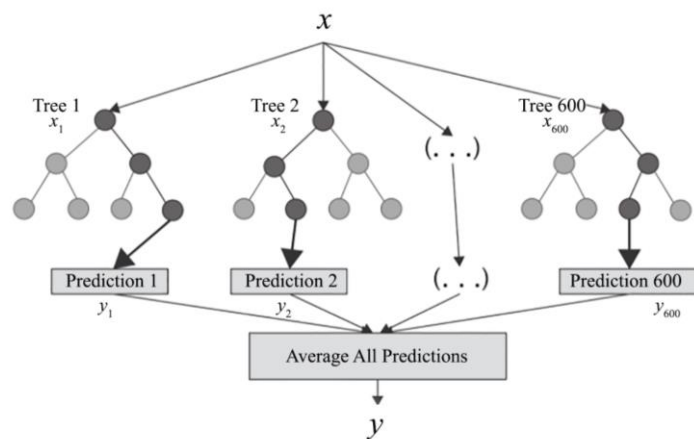 x
Tree 1
x₁
Tree 2
x₂
(. . .)
Tree 600
x₆₀₀
Prediction 1
y₁
Prediction 2
y₂
(. . .)
Prediction 600
y₆₀₀
Average All Predictions
y